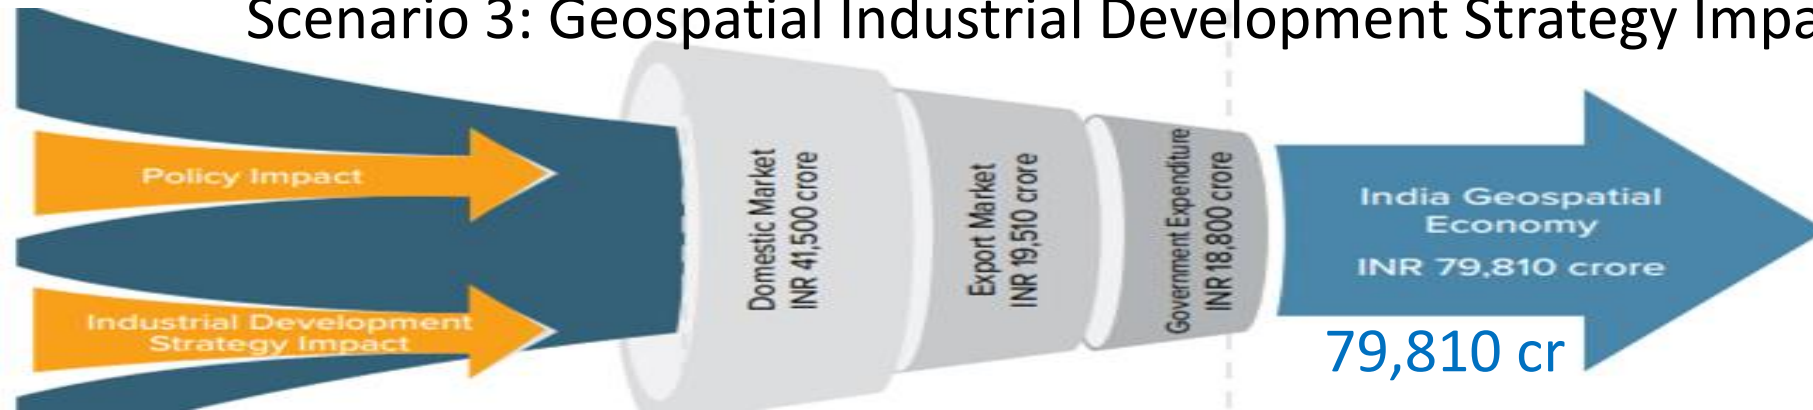 Scenario 3: Geospatial Industrial Development Strategy Impa
Policy Impact
Industrial Development
Strategy Impact
Domestic Market
INR 41,500 crore
Export Market
INR 19,510 crore
Government Expenditure
INR 18,800 crore
India Geospatial
Economy
INR 79,810 crore
79,810 cr